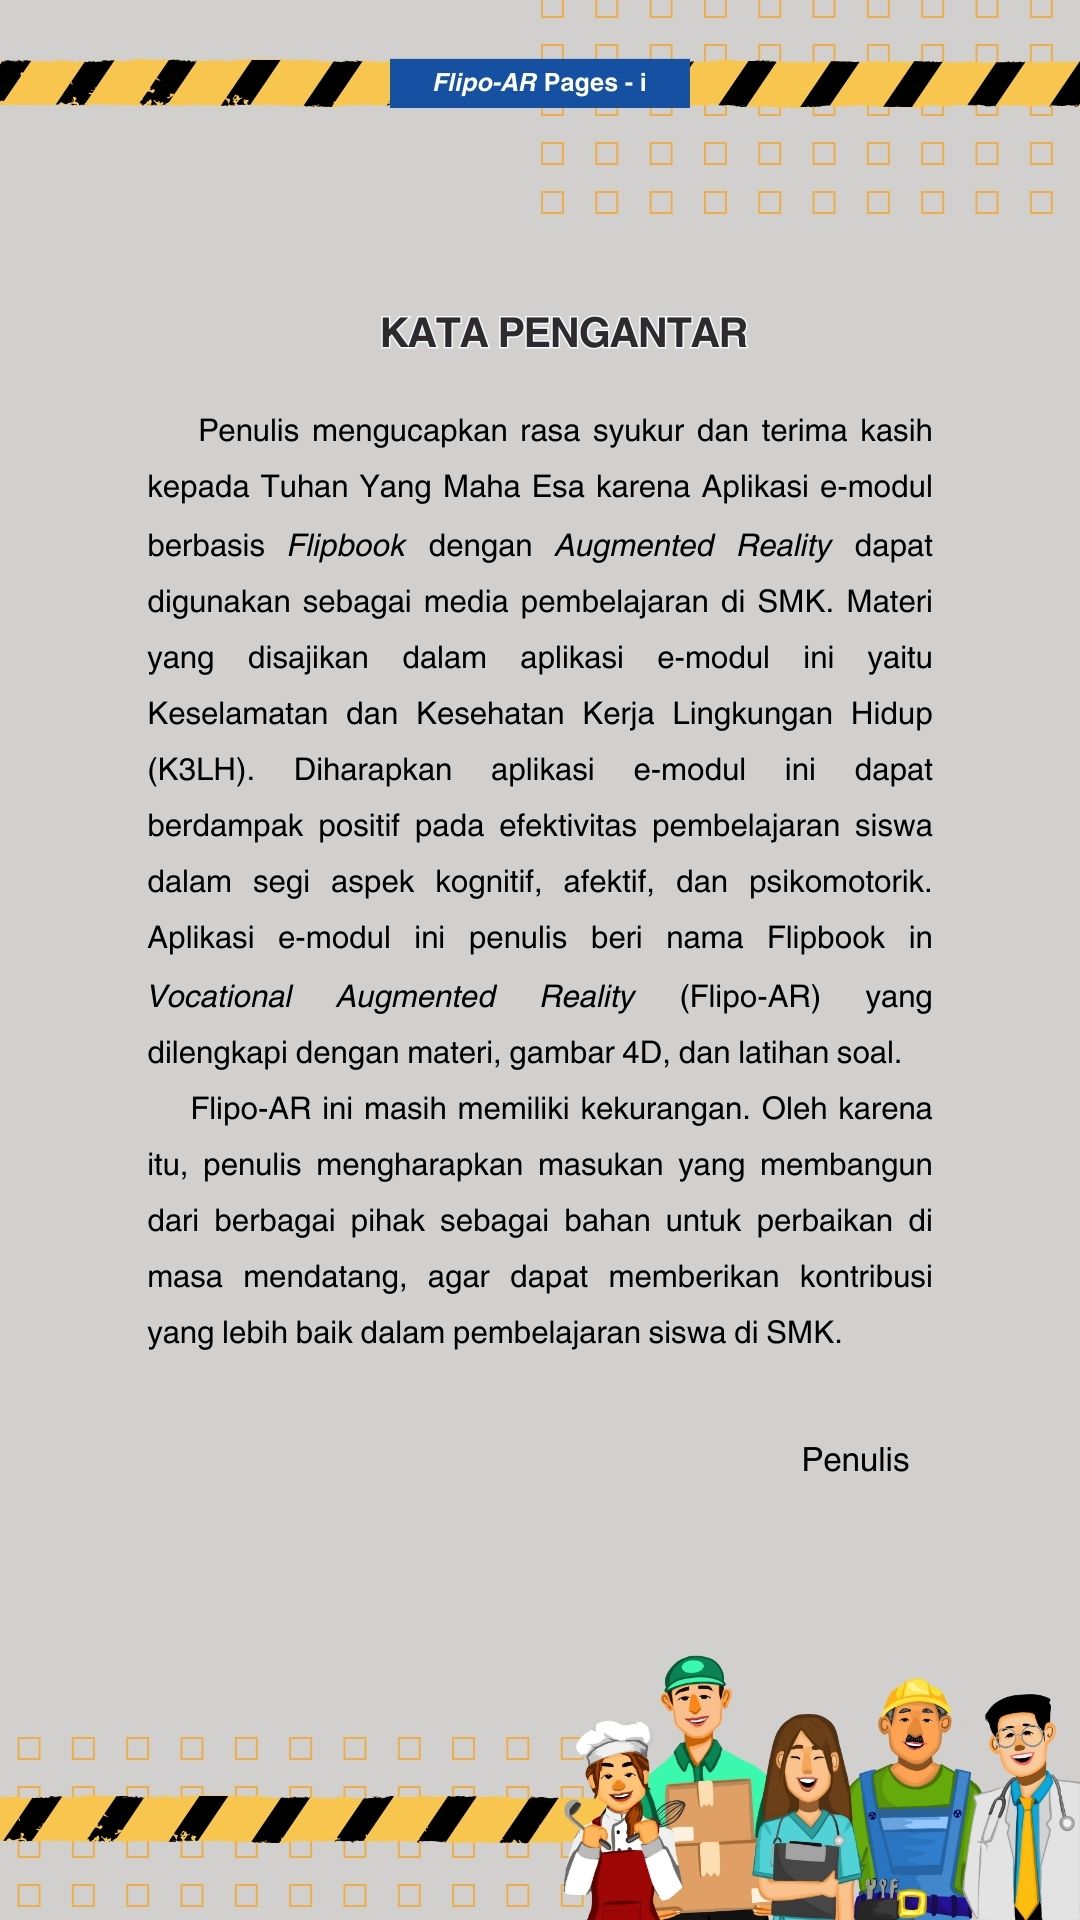 Flipo-AR Pages - i
KATA PENGANTAR
Penulis mengucapkan rasa syukur dan terima kasih
kepada Tuhan Yang Maha Esa karena Aplikasi e-modul
berbasis Flipbook dengan Augmented Reality dapat
digunakan sebagai media pembelajaran di SMK. Materi
yang disajikan dalam aplikasi e-modul ini yaitu
Keselamatan dan Kesehatan Kerja Lingkungan Hidup
(K3LH). Diharapkan aplikasi e-modul ini dapat
berdampak positif pada efektivitas pembelajaran siswa
dalam segi aspek kognitif, afektif, dan psikomotorik.
Aplikasi e-modul ini penulis beri nama Flipbook in
Vocational Augmented Reality (Flipo-AR) yang
dilengkapi dengan materi, gambar 4D, dan latihan soal.
Flipo-AR ini masih memiliki kekurangan. Oleh karena
itu, penulis mengharapkan masukan yang membangun
dari berbagai pihak sebagai bahan untuk perbaikan di
masa mendatang, agar dapat memberikan kontribusi
yang lebih baik dalam pembelajaran siswa di SMK.
Penulis